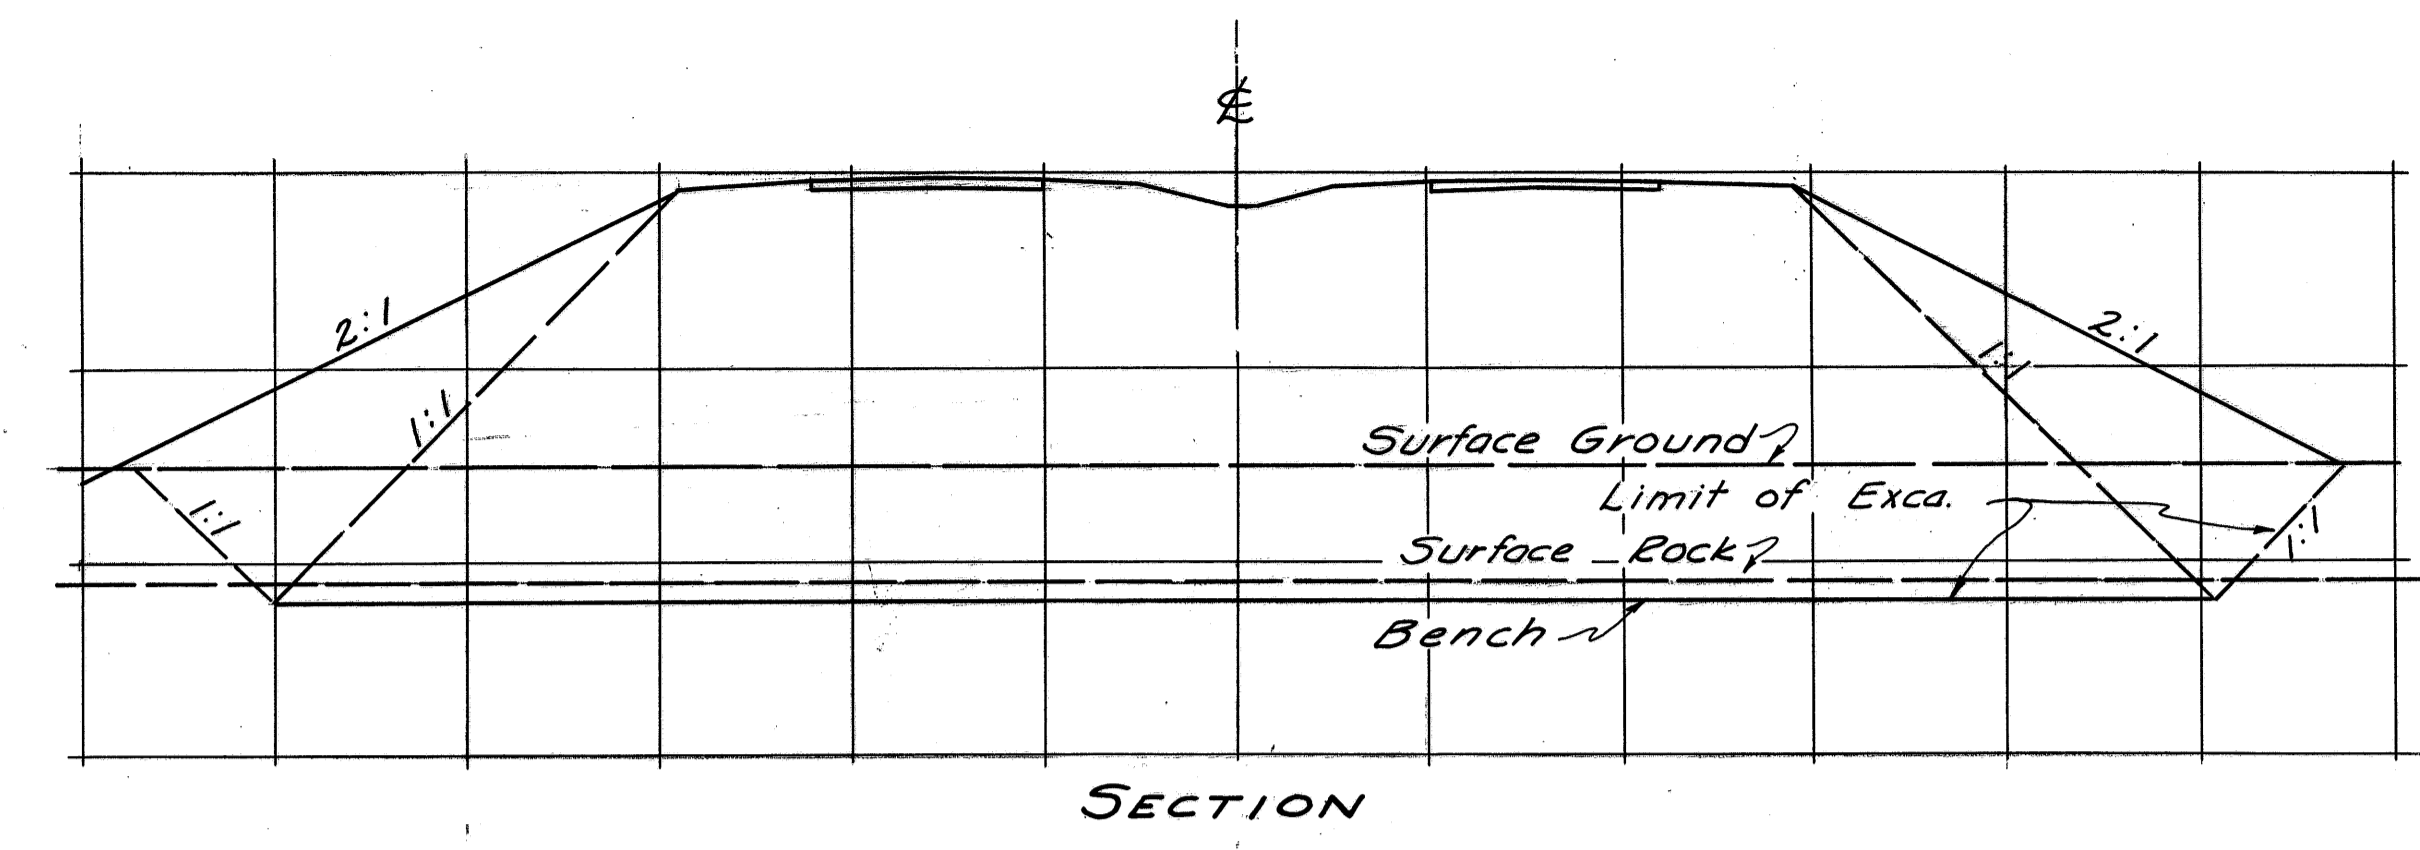 ℄
2:1
2:1
1:1
1:1
Surface Ground
1:1
Limit of Exca.
1:1
Surface Rock
Bench
SECTION